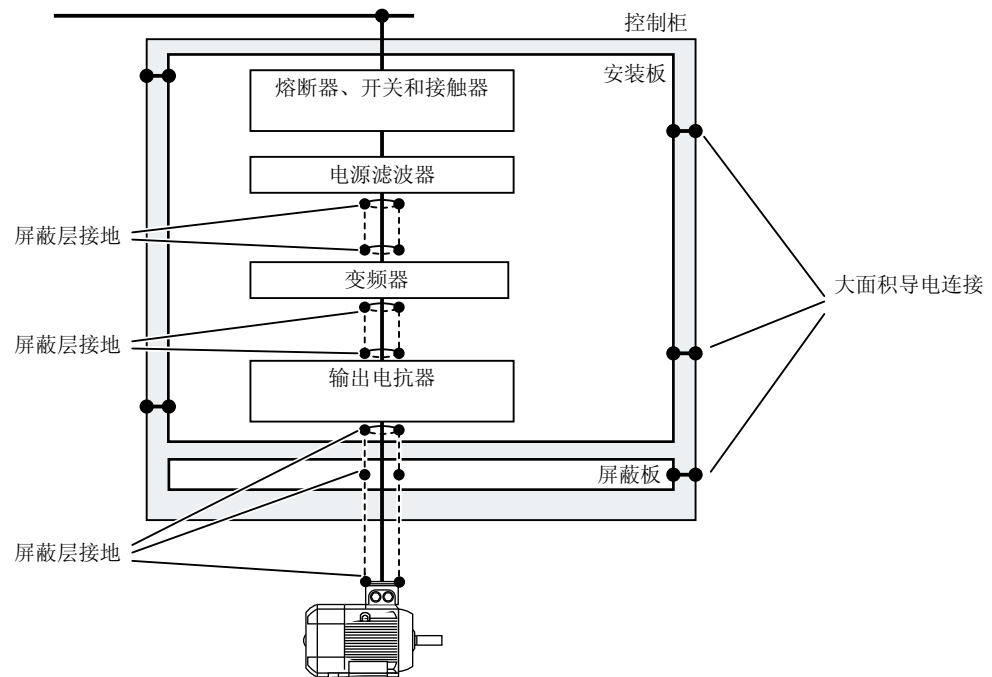 控制柜
安装板
熔断器、开关和接触器
电源滤波器
屏蔽层接地
变频器
大面积导电连接
屏蔽层接地
输出电抗器
屏蔽板
屏蔽层接地